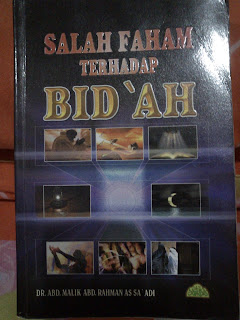 SALAH FAHAM
TERHADAP
BID`AH
DR. ABD. MALIK ABD. RAHMAN AS SA`ADI